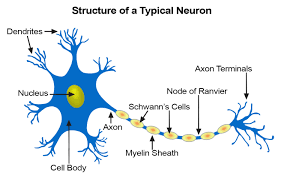 Structure of a Typical Neuron
Dendrites
Axon Terminals
Nucleus
Node of Ranvier
Schwann's Cells
Axon
Myelin Sheath
Cell Body